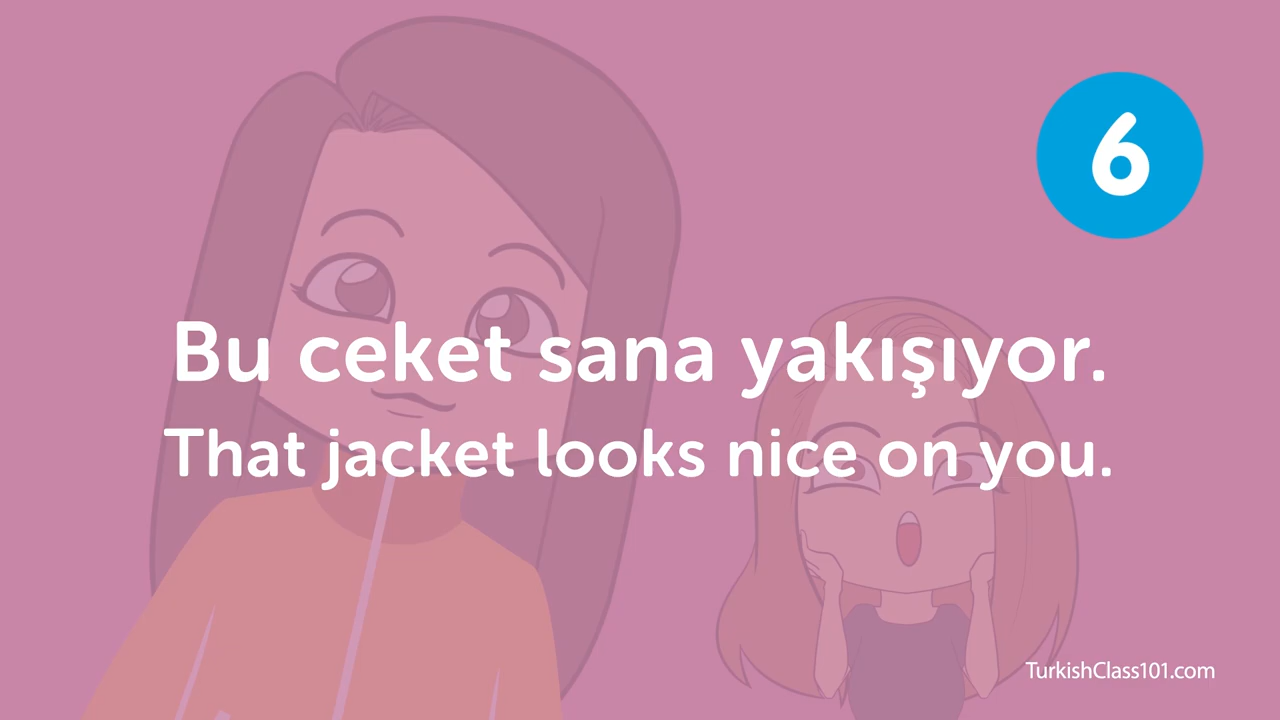 6
Bu ceket sana yakışıyor.
That jacket looks nice on you.
TurkishClass101.com